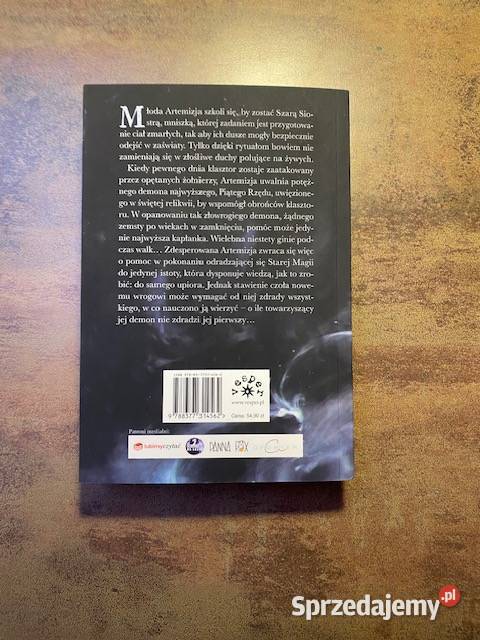 Młoda Artemizja szkoli się, by zostać Szarą Sio-
strą, mniszką, której zadaniem jest przygotowa-
nie ciał zmarłych, tak aby ich dusze mogły bezpiecznie
odejść w zaświaty. Tylko dzięki rytuałom bowiem nie
zamieniają się w złośliwe duchy polujące na żywych.
Kiedy pewnego dnia klasztor zostaje zaatakowany
przez opętanych żołnierzy, Artemizja uwalnia potęż-
nego demona najwyższego, Piątego Rzędu, uwięzione-
go w świętej relikwii, by wspomógł obrońców klaszto-
ru. W opanowaniu tak złowrogiego demona, żądnego
zemsty po wiekach w zamknięciu, pomóc może jedy-
nie najwyższa kapłanka. Wielebna niestety ginie pod-
czas walk… Zdesperowana Artemizja zwraca się więc
o pomoc w pokonaniu odradzającej się Starej Magii
do jedynej istoty, która dysponuje wiedzą, jak to zro-
bić: do samego upiora. Jednak stawienie czoła nowe-
mu wrogowi może wymagać od niej zdrady wszyst-
kiego, w co nauczono ją wierzyć – o ile towarzyszący
jej demon nie zdradzi jej pierwszy…
vesper
www.vesper.pl
9 788377 314562
Cena: 54,90 zł
Patroni medialni:
lubimyczytać
PANNA FOX
Sprzedajemy.pl